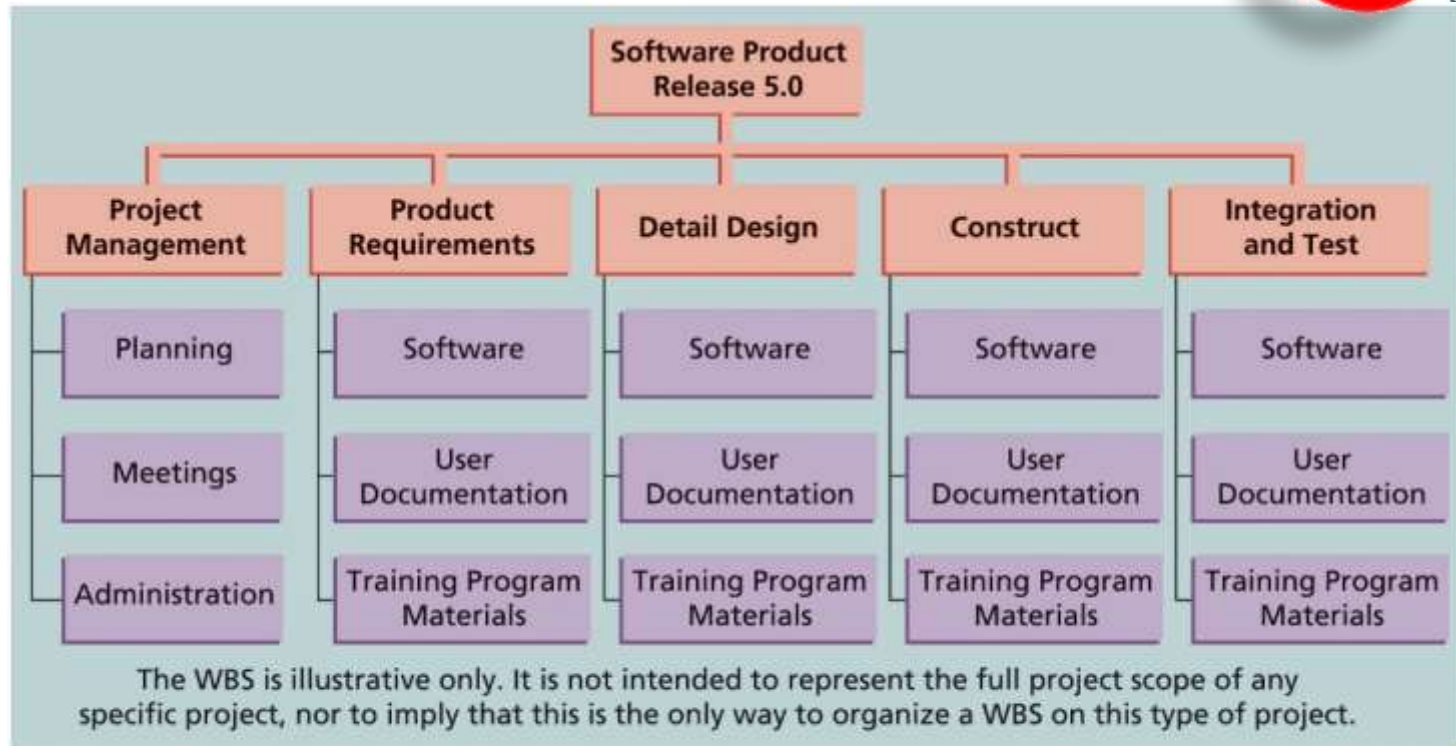 Software Product
Release 5.0
Project
Management
Product
Requirements
Detail Design
Construct
Integration
and Test
Planning
Software
Software
Software
Software
Meetings
User
Documentation
User
Documentation
User
Documentation
User
Documentation
Administration
Training Program
Materials
Training Program
Materials
Training Program
Materials
Training Program
Materials
The WBS is illustrative only. It is not intended to represent the full project scope of any
specific project, nor to imply that this is the only way to organize a WBS on this type of project.